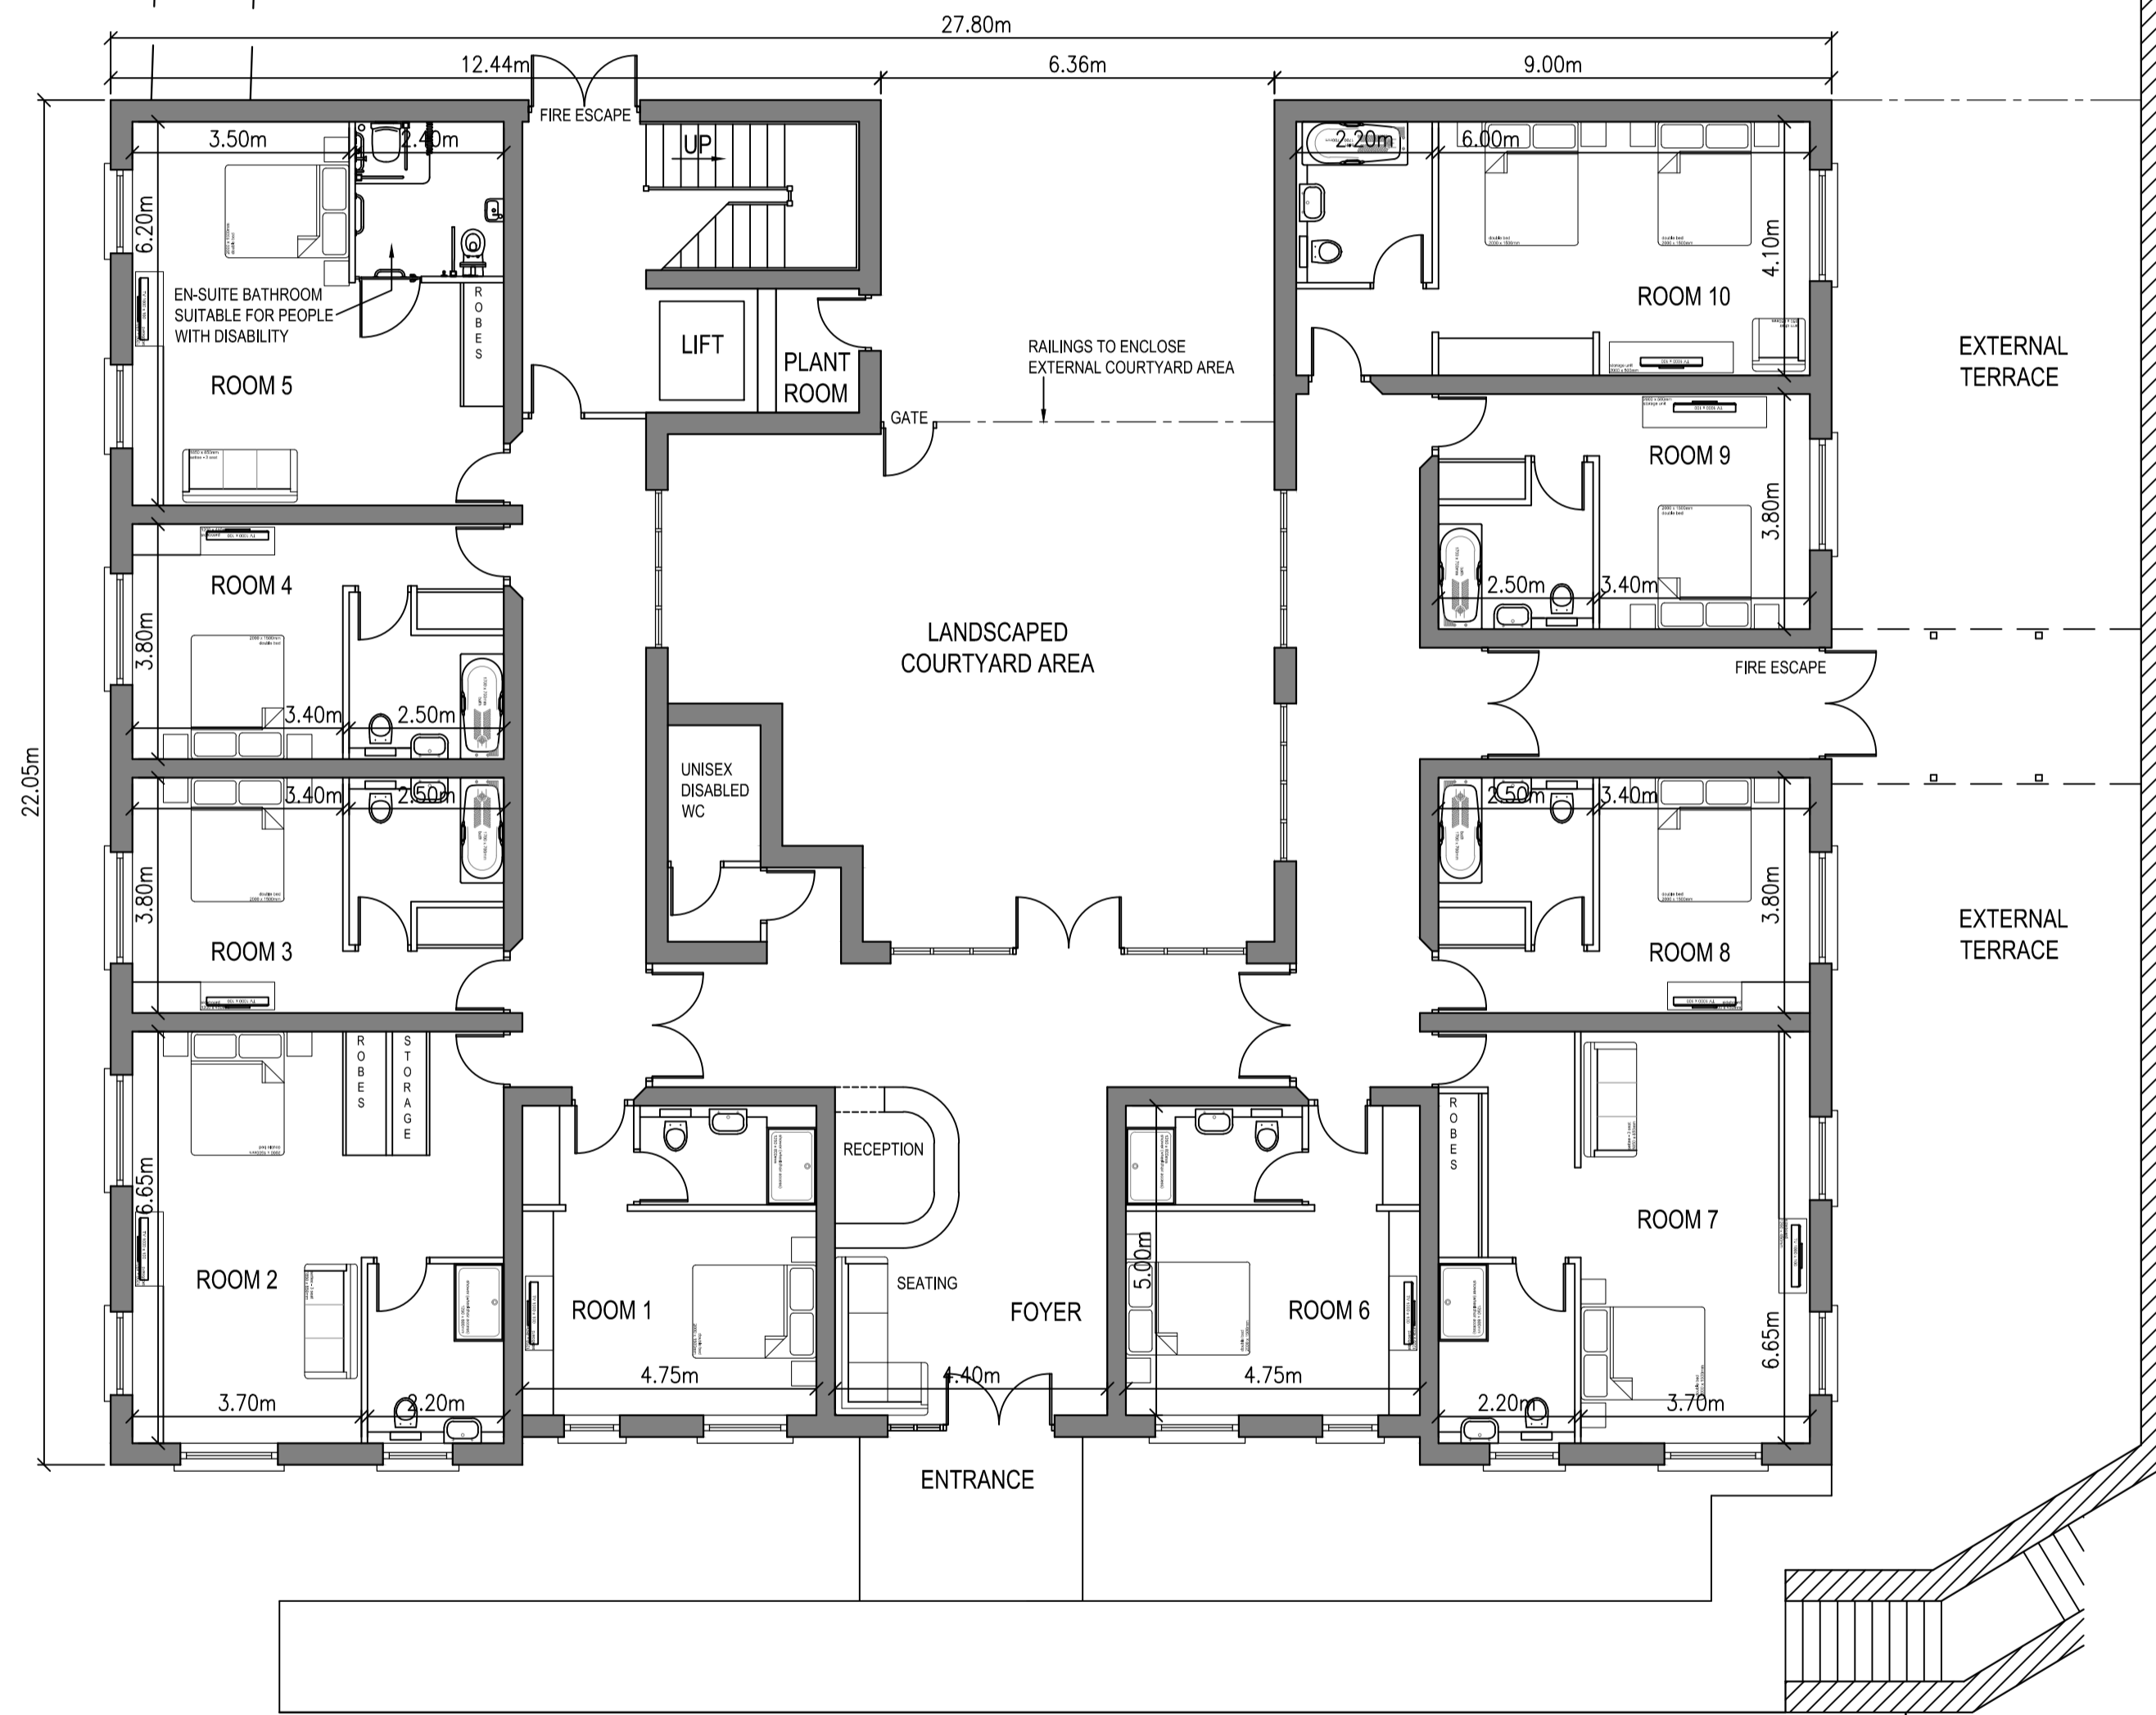 27.80m
12.44m
6.36m
9.00m
22.05m
FIRE ESCAPE
UP
3.50m
2.40m
6.20m
EN-SUITE BATHROOM
SUITABLE FOR PEOPLE
WITH DISABILITY
ROBES
ROOM 5
LIFT
PLANT
ROOM
2.20m
6.00m
4.10m
ROOM 10
RAILINGS TO ENCLOSE
EXTERNAL COURTYARD AREA
GATE
EXTERNAL
TERRACE
ROOM 9
3.80m
2.50m
3.40m
ROOM 4
3.80m
3.40m
2.50m
LANDSCAPED
COURTYARD AREA
FIRE ESCAPE
UNISEX
DISABLED
WC
3.40m
2.50m
3.80m
ROOM 3
2.50m
3.40m
3.80m
ROOM 8
EXTERNAL
TERRACE
ROBES
STORAGE
6.65m
ROOM 2
3.70m
2.20m
ROOM 1
4.75m
RECEPTION
SEATING
FOYER
4.40m
5.00m
ROOM 6
4.75m
ROBES
ROOM 7
6.65m
2.20m
3.70m
ENTRANCE